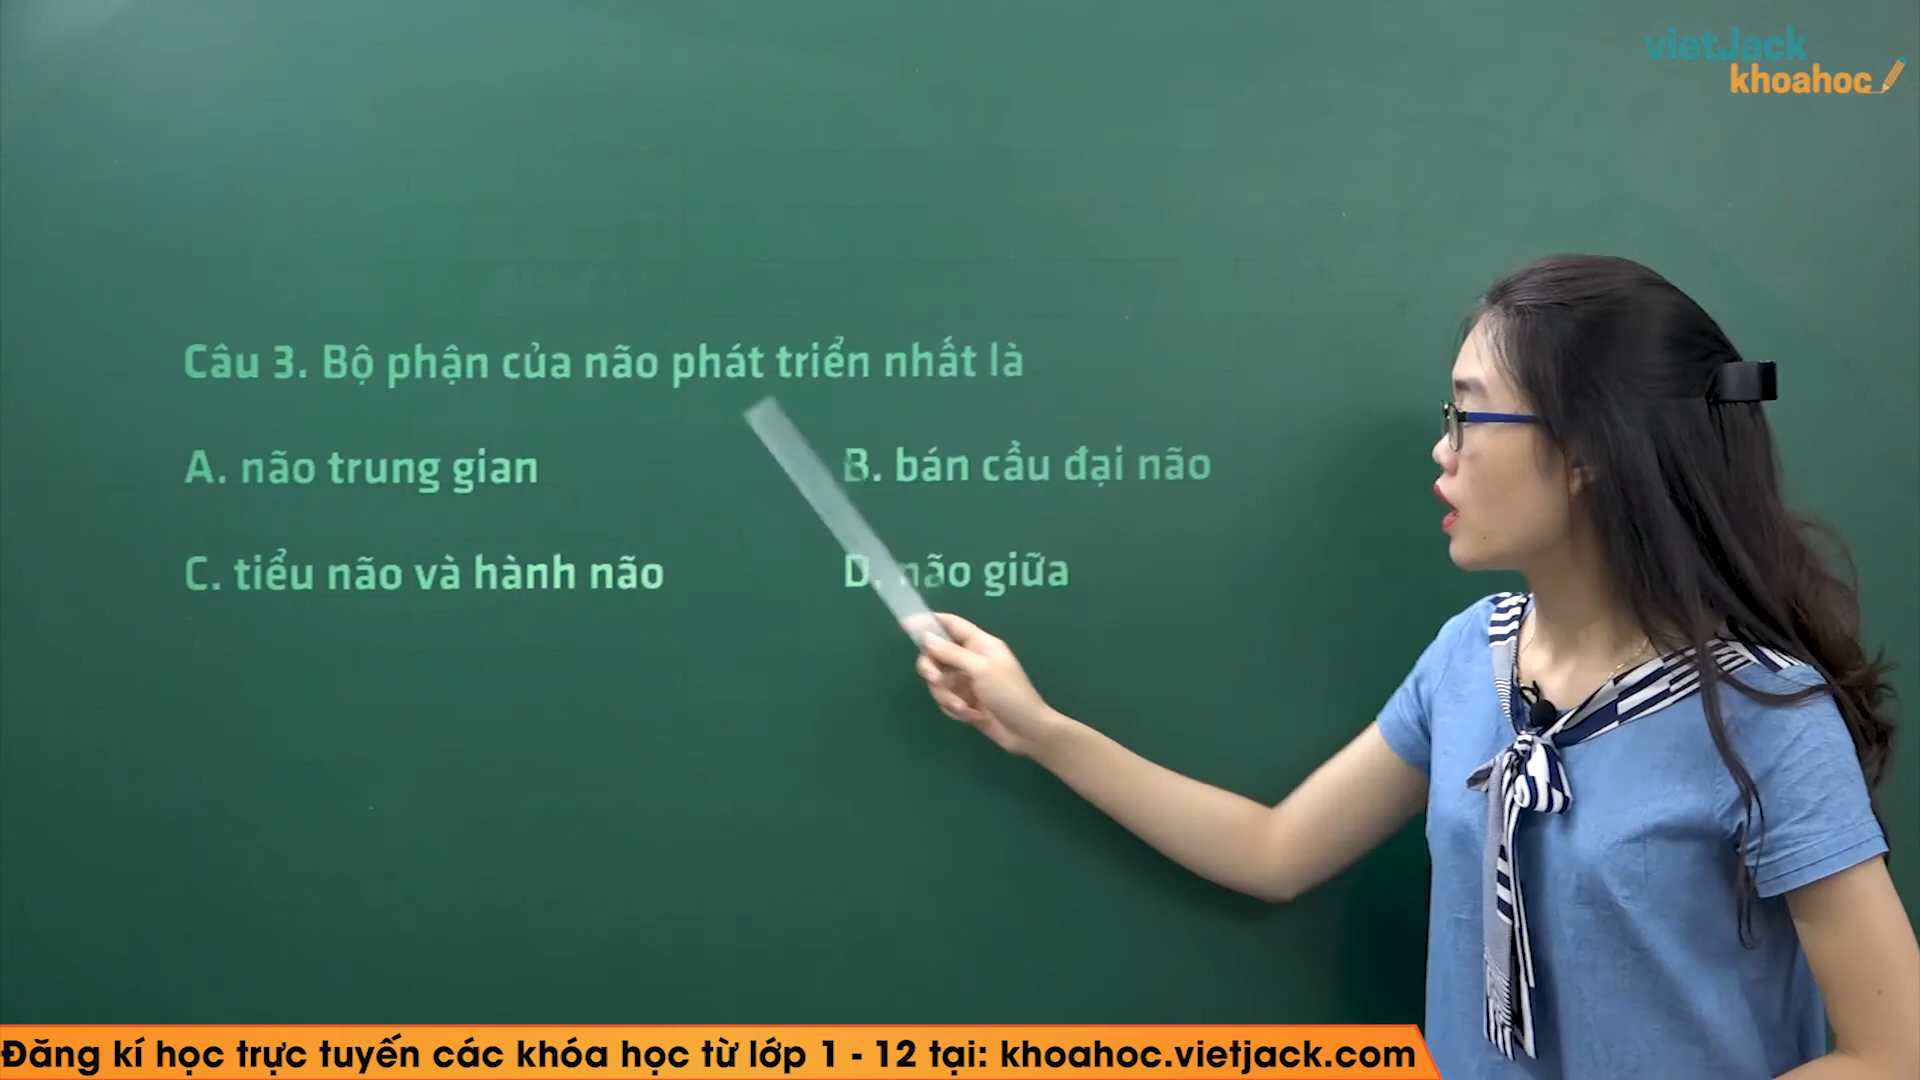 vietJack
khoahoc
Câu 3. Bộ phận của não phát triển nhất là
A. não trung gian
B. bán cầu đại não
C. tiểu não và hành não
D. não giữa
Đăng kí học trực tuyến các khóa học từ lớp 1 - 12 tại: khoahoc.vietjack.com